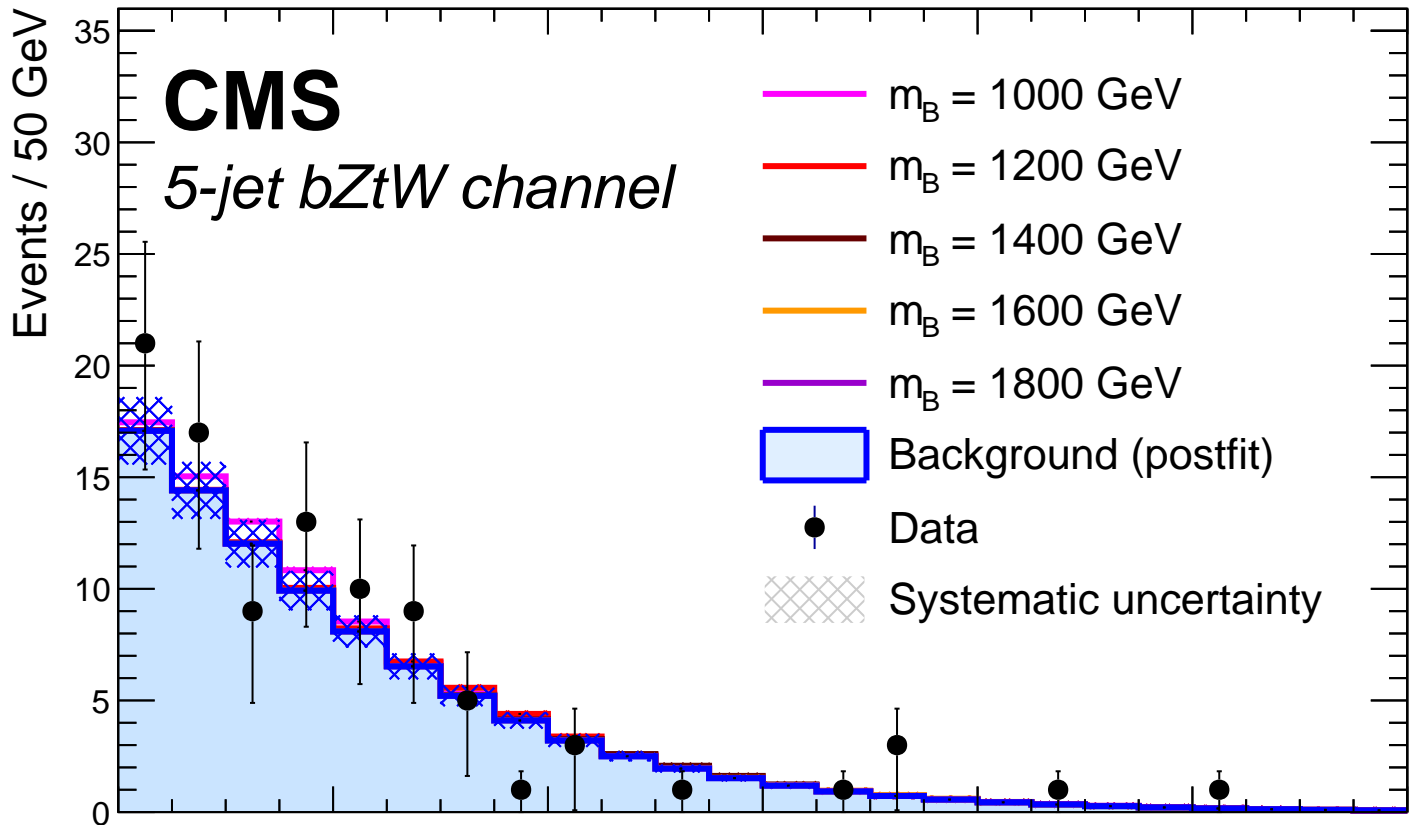 Events / 50 GeV
35
30
25
20
15
10
5
0
CMS
5-jet bZtW channel
m_B = 1000 GeV
m_B = 1200 GeV
m_B = 1400 GeV
m_B = 1600 GeV
m_B = 1800 GeV
Background (postfit)
Data
Systematic uncertainty